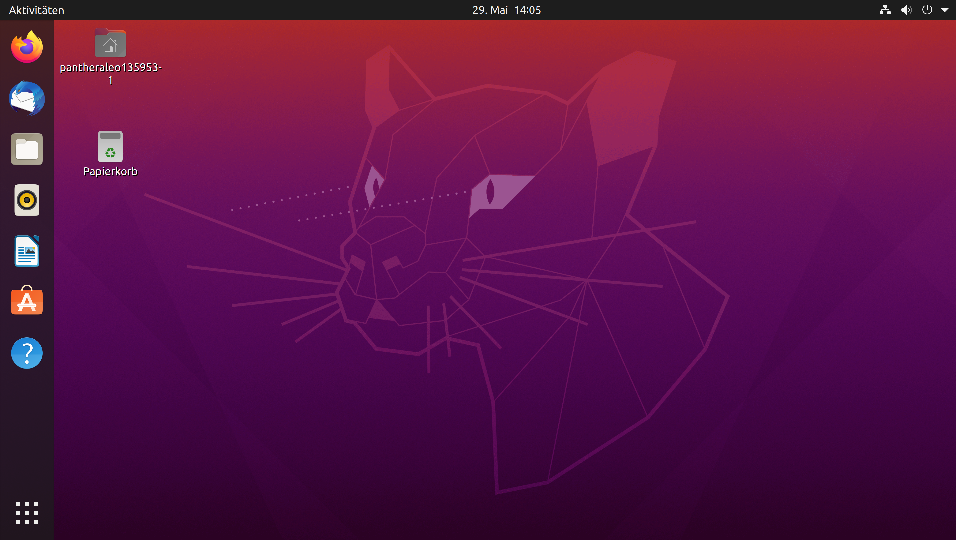 Aktivitäten
29. Mai 14:05
pantheraleo135953-
1
Papierkorb